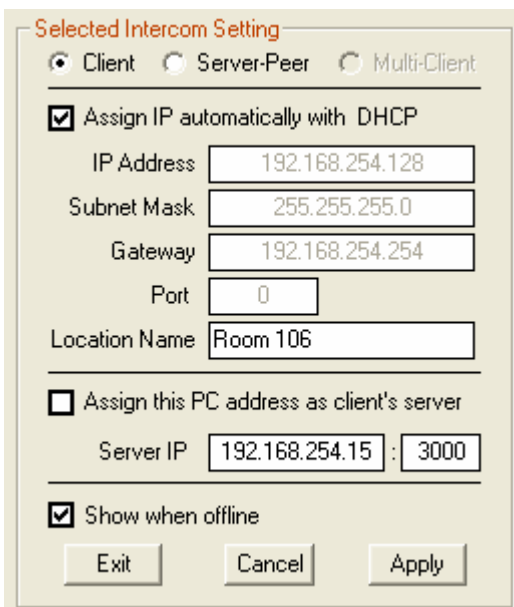 Selected Intercom Setting
Client Server-Peer Multi-Client
Assign IP automatically with DHCP
IP Address 192.168.254.128
Subnet Mask 255.255.255.0
Gateway 192.168.254.254
Port 0
Location Name Room 106
Assign this PC address as client's server
Server IP 192.168.254.15 : 3000
Show when offline
Exit Cancel Apply